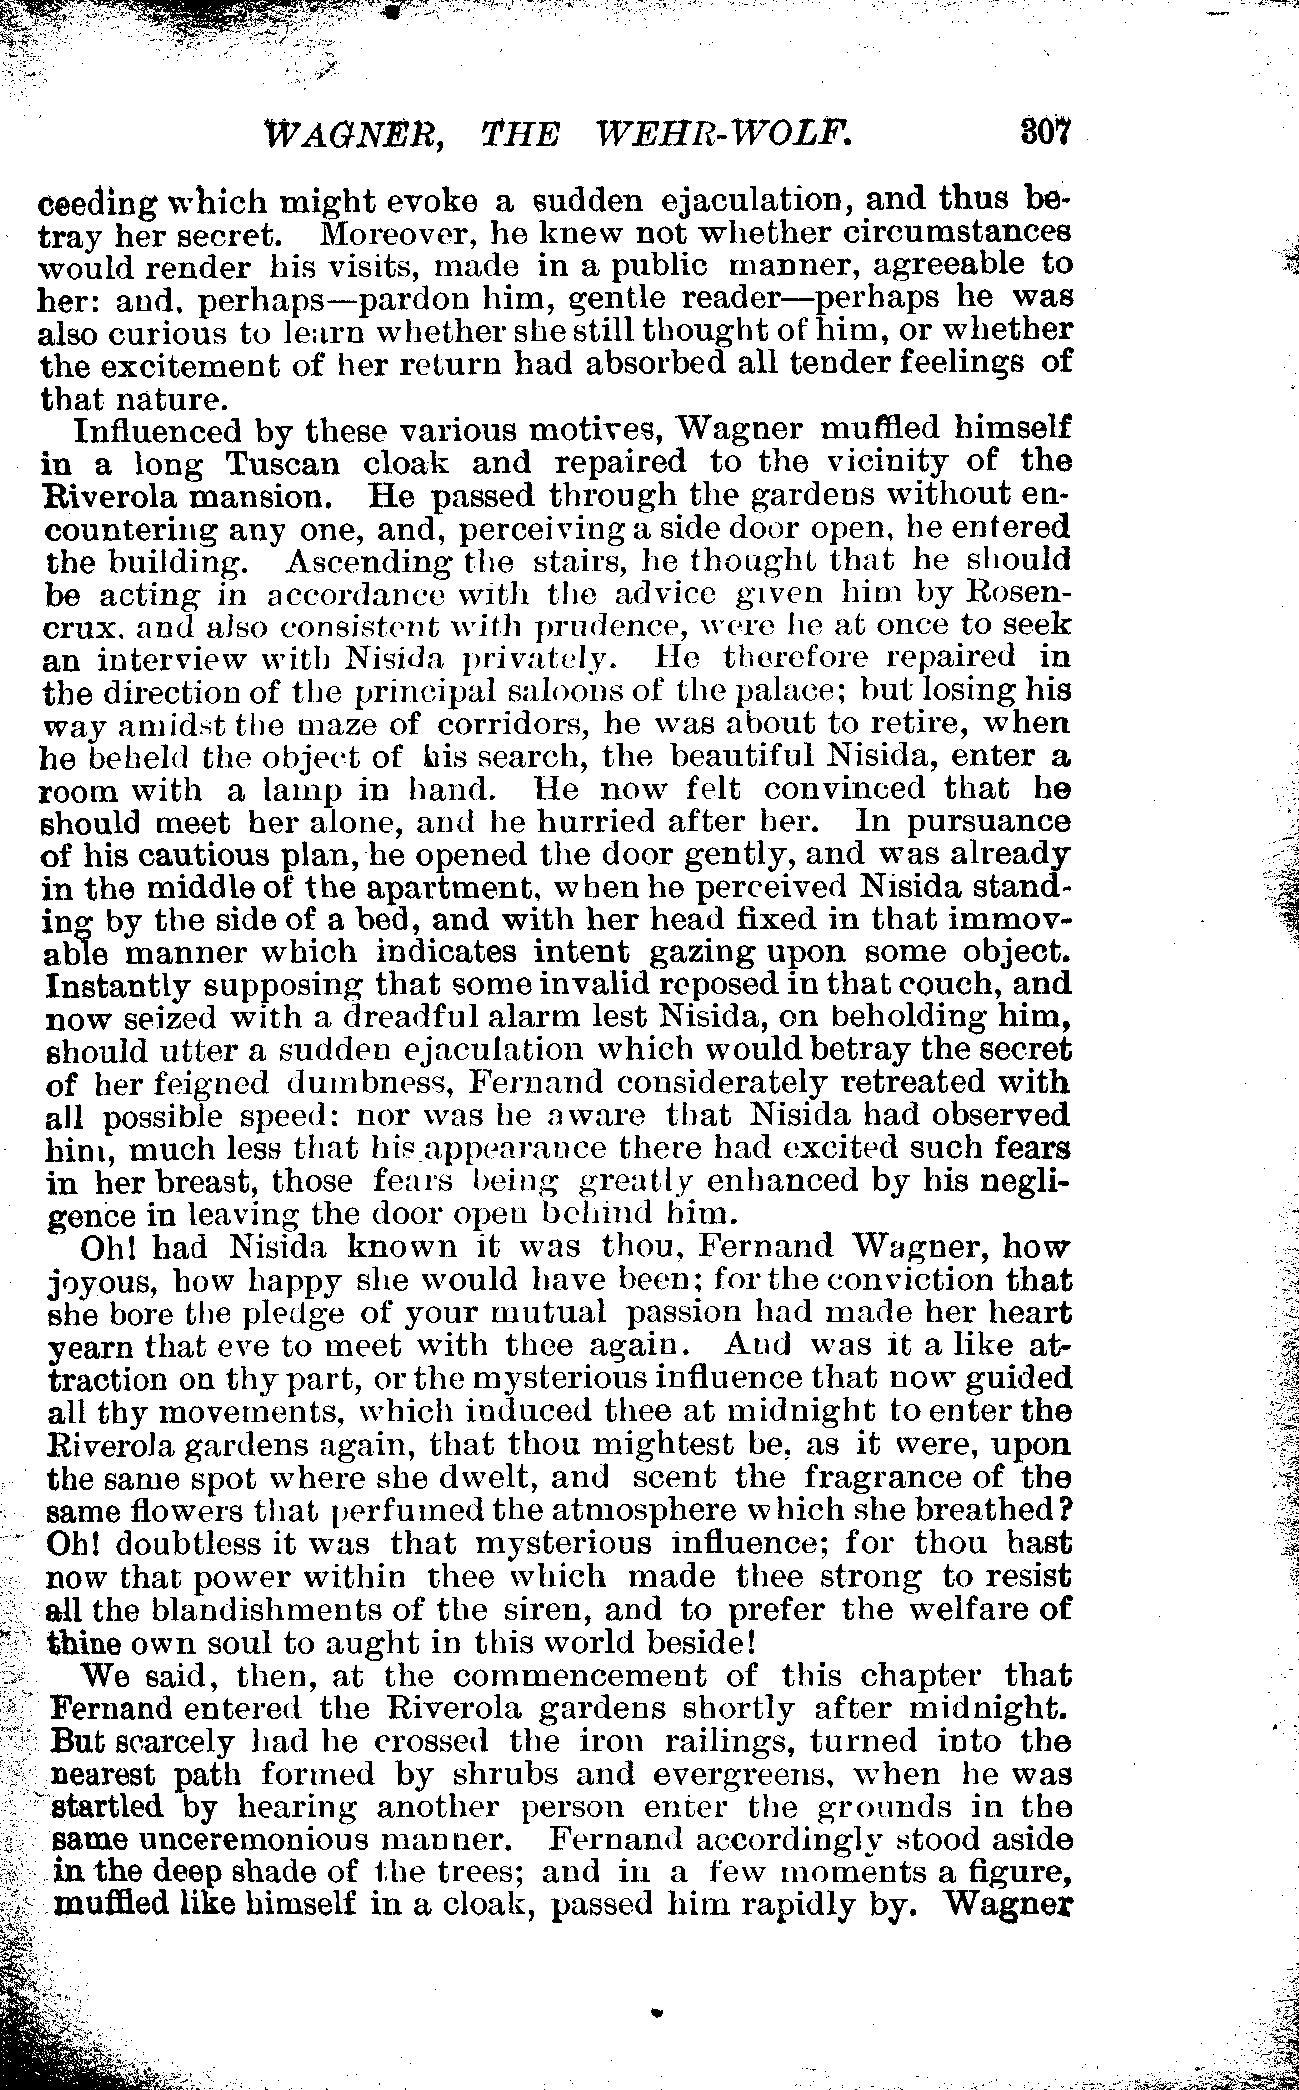 WAGNER, THE WEHR-WOLF. 307
ceeding which might evoke a sudden ejaculation, and thus be-
tray her secret. Moreover, he knew not whether circumstances
would render his visits, made in a public manner, agreeable to
her: and, perhaps—pardon him, gentle reader—perhaps he was
also curious to learn whether she still thought of him, or whether
the excitement of her return had absorbed all tender feelings of
that nature.
Influenced by these various motives, Wagner muffled himself
in a long Tuscan cloak and repaired to the vicinity of the
Riverola mansion. He passed through the gardens without en-
countering any one, and, perceiving a side door open, he entered
the building. Ascending the stairs, he thought that he should
be acting in accordance with the advice given him by Rosen-
crux, and also consistent with prudence, were he at once to seek
an interview with Nisida privately. He therefore repaired in
the direction of the principal saloons of the palace; but losing his
way amidst the maze of corridors, he was about to retire, when
he beheld the object of his search, the beautiful Nisida, enter a
room with a lamp in hand. He now felt convinced that he
should meet her alone, and he hurried after her. In pursuance
of his cautious plan, he opened the door gently, and was already
in the middle of the apartment, when he perceived Nisida stand-
ing by the side of a bed, and with her head fixed in that immov-
able manner which indicates intent gazing upon some object.
Instantly supposing that some invalid reposed in that couch, and
now seized with a dreadful alarm lest Nisida, on beholding him,
should utter a sudden ejaculation which would betray the secret
of her feigned dumbness, Fernand considerately retreated with
all possible speed: nor was he aware that Nisida had observed
him, much less that his appearance there had excited such fears
in her breast, those fears being greatly enhanced by his negli-
gence in leaving the door open behind him.
Oh! had Nisida known it was thou, Fernand Wagner, how
joyous, how happy she would have been; for the conviction that
she bore the pledge of your mutual passion had made her heart
yearn that eve to meet with thee again. And was it a like at-
traction on thy part, or the mysterious influence that now guided
all thy movements, which induced thee at midnight to enter the
Riverola gardens again, that thou mightest be, as it were, upon
the same spot where she dwelt, and scent the fragrance of the
same flowers that perfumed the atmosphere which she breathed?
Oh! doubtless it was that mysterious influence; for thou hast
now that power within thee which made thee strong to resist
all the blandishments of the siren, and to prefer the welfare of
thine own soul to aught in this world beside!
We said, then, at the commencement of this chapter that
Fernand entered the Riverola gardens shortly after midnight.
But scarcely had he crossed the iron railings, turned into the
nearest path formed by shrubs and evergreens, when he was
startled by hearing another person enter the grounds in the
same unceremonious manner. Fernand accordingly stood aside
in the deep shade of the trees; and in a few moments a figure,
muffled like himself in a cloak, passed him rapidly by. Wagner